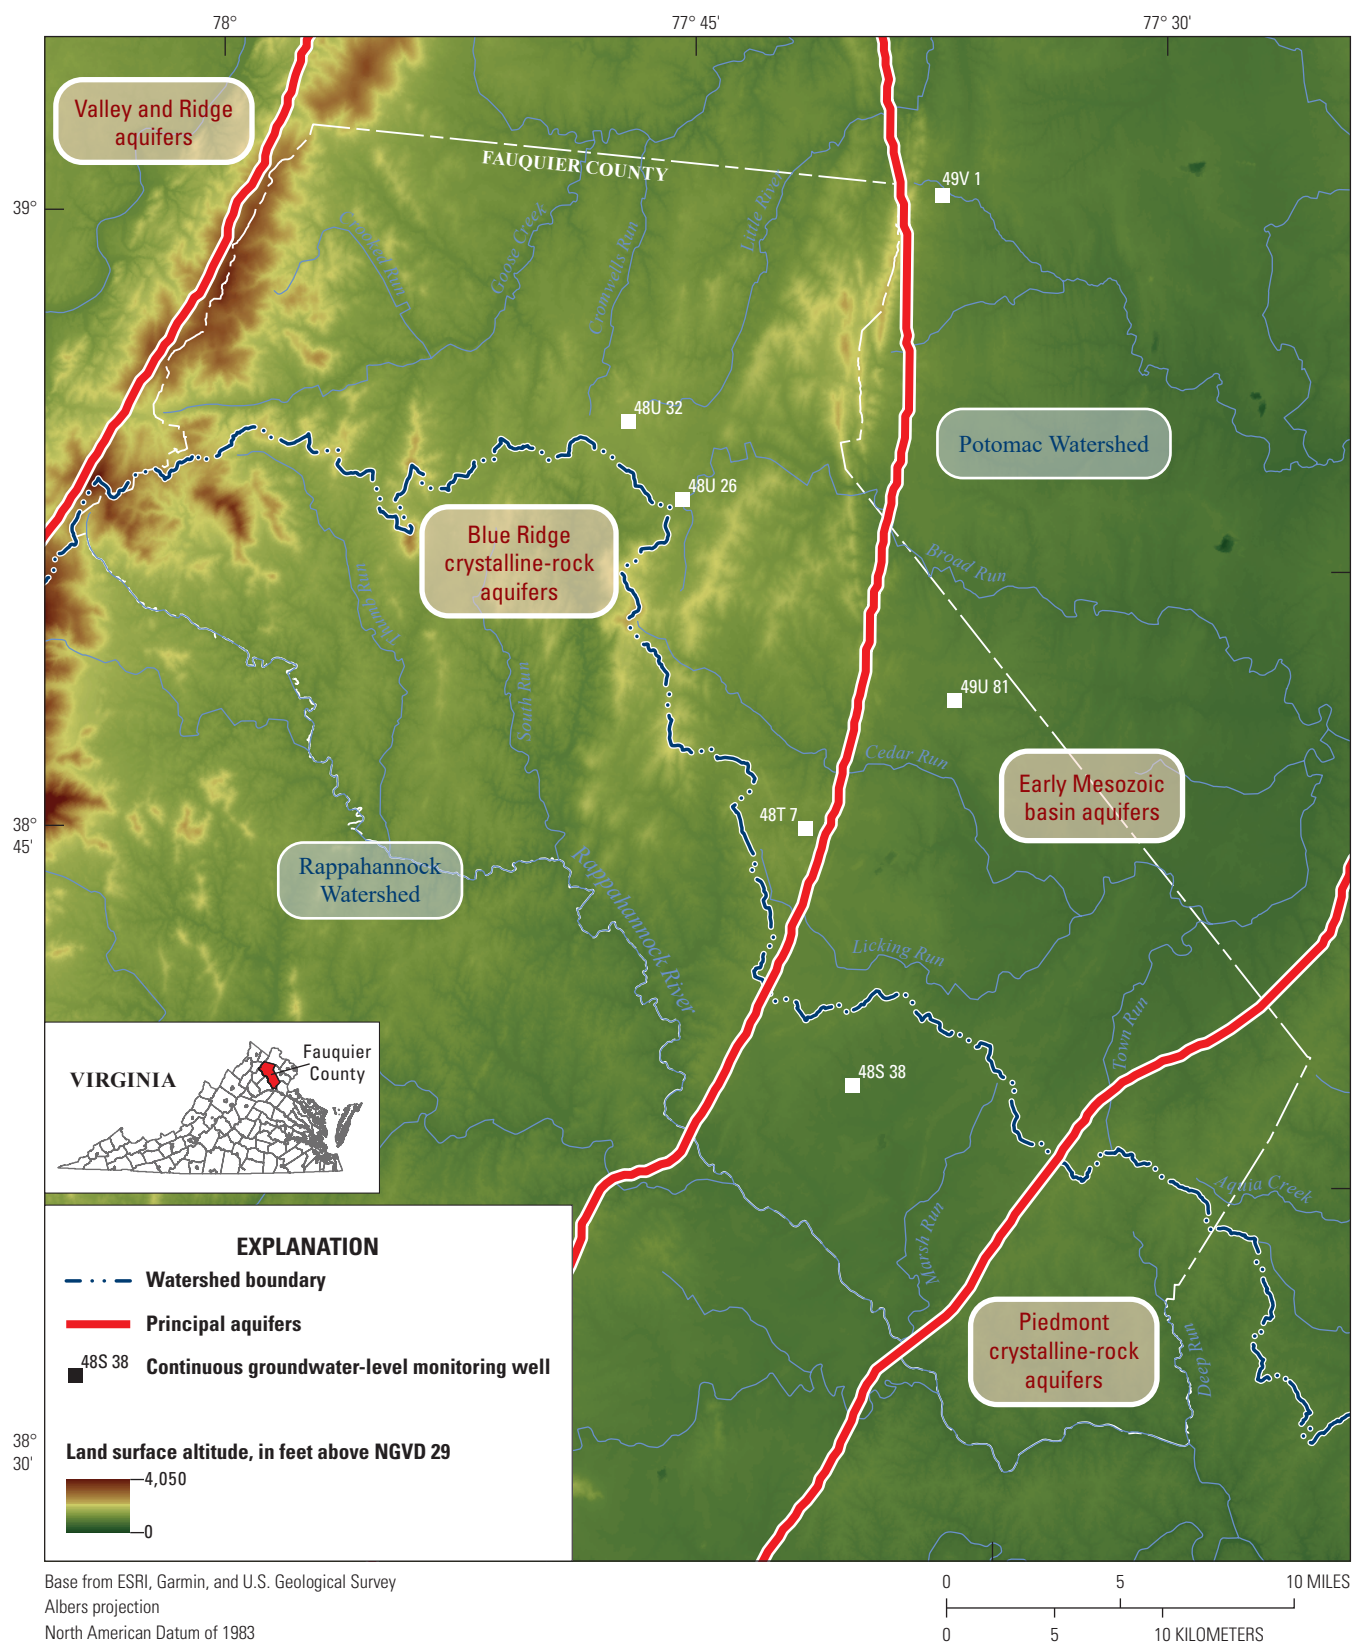 78°
77° 45'
77° 30'
Valley and Ridge
aquifers
FAUQUIER COUNTY
49V 1
39°
Crooked Run
Goose Creek
Cromwells Run
Little River
48U 32
Potomac Watershed
48U 26
Blue Ridge
crystalline-rock
aquifers
Broad Run
Thumb Run
South Run
49U 81
Cedar Run
Early Mesozoic
basin aquifers
48T 7
38°
45'
Rappahannock
Watershed
Rappahannock River
Licking Run
Town Run
48S 38
VIRGINIA
Fauquier
County
Aquia Creek
Marsh Run
Deep Run
Piedmont
crystalline-rock
aquifers
EXPLANATION
Watershed boundary
Principal aquifers
48S 38
Continuous groundwater-level monitoring well
38°
30'
Land surface altitude, in feet above NGVD 29
4,050
0
Base from ESRI, Garmin, and U.S. Geological Survey
Albers projection
North American Datum of 1983
0 5 10 MILES
0 5 10 KILOMETERS